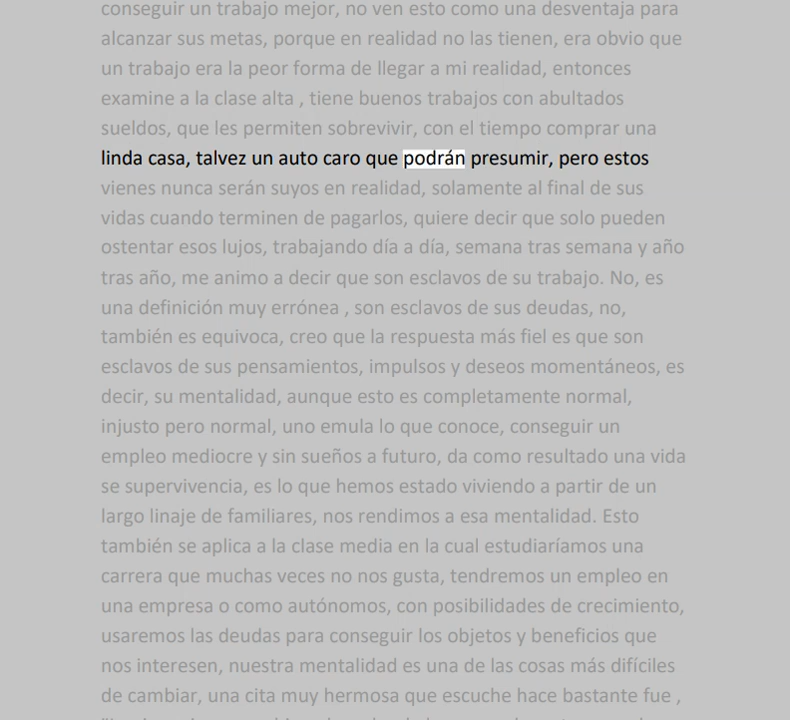 conseguir un trabajo mejor, no ven esto como una desventaja para
alcanzar sus metas, porque en realidad no las tienen, era obvio que
un trabajo era la peor forma de llegar a mi realidad, entonces
examine a la clase alta , tiene buenos trabajos con abultados
sueldos, que les permiten sobrevivir, con el tiempo comprar una
linda casa, talvez un auto caro que podrán presumir, pero estos
vienes nunca serán suyos en realidad, solamente al final de sus
vidas cuando terminen de pagarlos, quiere decir que solo pueden
ostentar esos lujos, trabajando día a día, semana tras semana y año
tras año, me animo a decir que son esclavos de su trabajo. No, es
una definición muy errónea , son esclavos de sus deudas, no,
también es equivoca, creo que la respuesta más fiel es que son
esclavos de sus pensamientos, impulsos y deseos momentáneos, es
decir, su mentalidad, aunque esto es completamente normal,
injusto pero normal, uno emula lo que conoce, conseguir un
empleo mediocre y sin sueños a futuro, da como resultado una vida
se supervivencia, es lo que hemos estado viviendo a partir de un
largo linaje de familiares, nos rendimos a esa mentalidad. Esto
también se aplica a la clase media en la cual estudiaríamos una
carrera que muchas veces no nos gusta, tendremos un empleo en
una empresa o como autónomos, con posibilidades de crecimiento,
usaremos las deudas para conseguir los objetos y beneficios que
nos interesen, nuestra mentalidad es una de las cosas más difíciles
de cambiar, una cita muy hermosa que escuche hace bastante fue ,